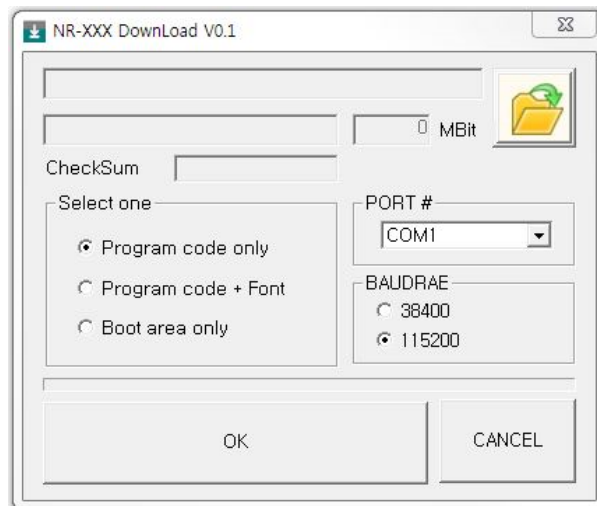 NR-XXX DownLoad V0.1
0 MBit
CheckSum
Select one
Program code only
Program code + Font
Boot area only
PORT #
COM1
BAUDRAE
38400
115200
OK
CANCEL